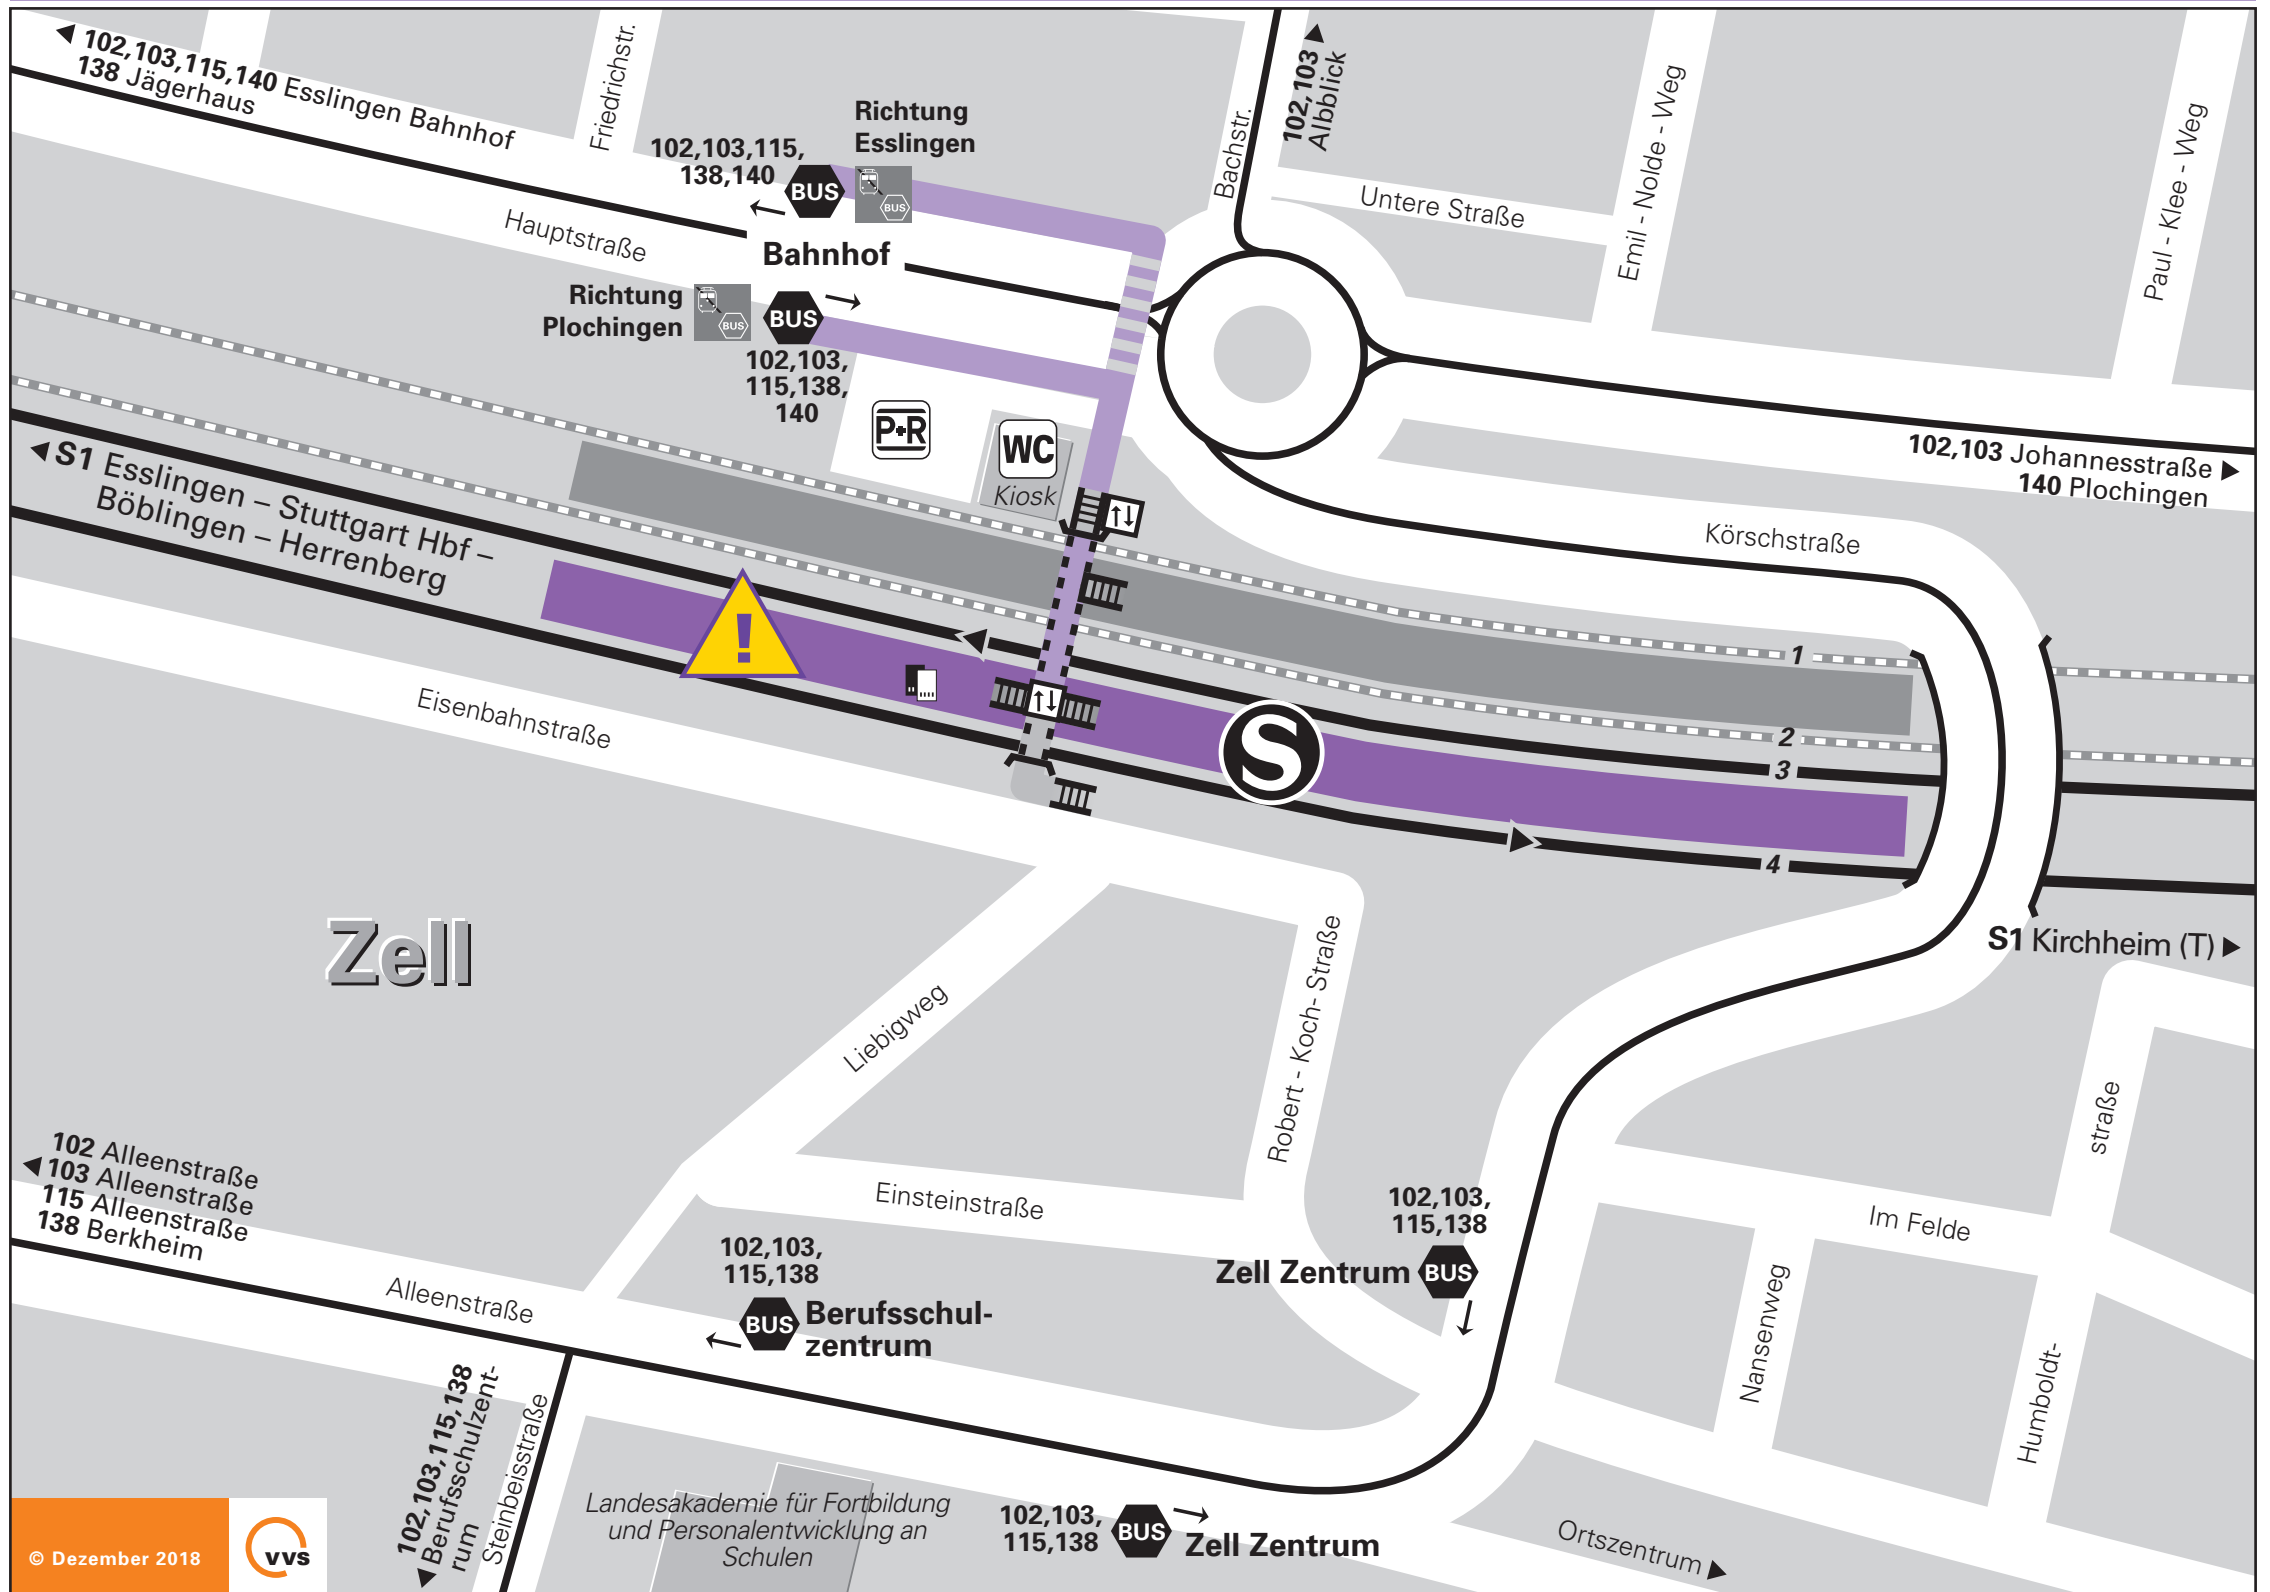 102,103,115,140 Esslingen Bahnhof
138 Jägerhaus
Friedrichstr.
Richtung
Esslingen
102,103,115,
138,140
BUS
BUS
Hauptstraße
Bahnhof
Richtung
Plochingen
BUS
BUS
102,103,
115,138,
140
Bachstr.
102,103
Albblick
Untere Straße
Emil - Nolde - Weg
Paul - Klee - Weg
102,103 Johannesstraße
140 Plochingen
Körschstraße
P+R
WC
Kiosk
S1 Esslingen – Stuttgart Hbf –
Böblingen – Herrenberg
!
S
1
2
3
4
Eisenbahnstraße
S1 Kirchheim (T)
Zell
Liebigweg
Robert - Koch- Straße
Einsteinstraße
102 Alleenstraße
103 Alleenstraße
115 Alleenstraße
138 Berkheim
Alleenstraße
102,103,
115,138
BUS
Berufsschul-
zentrum
102,103,
115,138
Zell Zentrum
BUS
Im Felde
Nansenweg
Humboldt-
straße
102,103,115,138
Berufsschulzent-
rum
Steinbeisstraße
Landesakademie für Fortbildung
und Personalentwicklung an
Schulen
102,103,
115,138
BUS
Zell Zentrum
Ortszentrum
© Dezember 2018
vvs